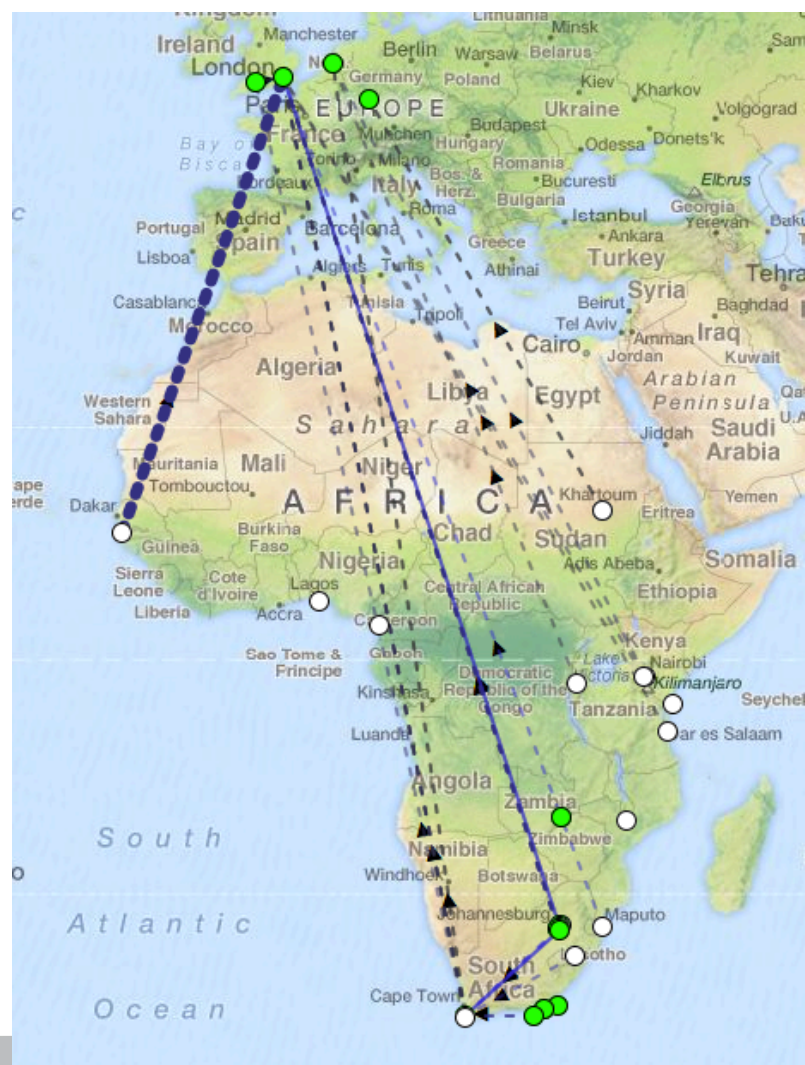 Kingdom
Lithuania
Manchester
Minsk
Ireland
Berlin
Belarus
Warsaw
London
Germany
Poland
Kiev
Kharkov
EUROPE
Ukraine
Volgograd
France
Munchen
Budapest
Donets'k
Bay of
Hungary
Odessa
Torino
Milano
Romania
Italy
Bos. &
Herz.
Bucuresti
Elbrus
Bulgaria
Georgia
Madrid
Roma
Istanbul
Yerevan
Portugal
Barcelona
Ankara
Spain
Greece
Turkey
Lisboa
Algiers
Tunis
Athinai
Tehra
Syria
Casablanca
Tunisia
Beirut
Baghdad
Morocco
Tripoli
Tel Aviv
Cairo
Amman
Iraq
Jordan
Kuwait
Algeria
Arabian
Western
Sahara
Libya
Egypt
Peninsula
Sahara
Jiddah
Saudi
Arabia
Mauritania
Mali
Niger
Tombouctou
AFRICA
Khartoum
Yemen
Dakar
Eritrea
Burkina
Faso
Chad
Sudan
Guinea
Nigeria
Adis Abeba
Somalia
Sierra
Leone
Cote
d'Ivoire
Lagos
Central African
Republic
Ethiopia
Liberia
Accra
Cameroon
Kenya
Sao Tome &
Principe
Gabon
Lake
Victoria
Nairobi
Democratic
Republic of the
Congo
Kilimanjaro
Kinshasa
Tanzania
Seychel
Luanda
ar es Salaam
Angola
Zambia
South
Zimbabwe
Namibia
Windhoek
Botswana
Johannesburg
Maputo
Atlantic
Lesotho
South
Africa
Cape Town
Ocean